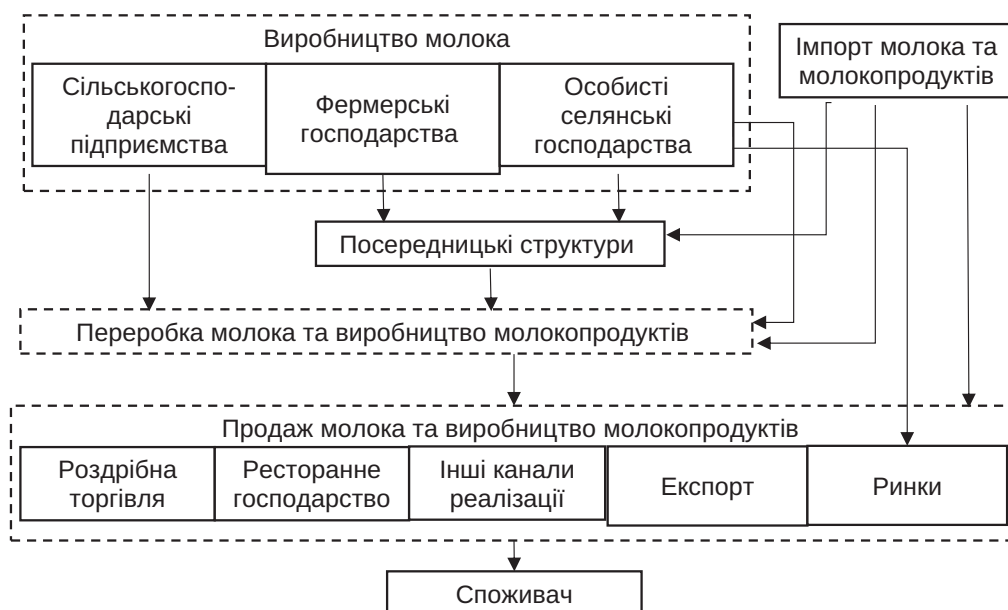 Виробництво молока
Сільськогоспо-
дарські
підприємства
Фермерські
господарства
Особисті
селянські
господарства
Імпорт молока та
молокопродуктів
Посередницькі структури
Переробка молока та виробництво молокопродуктів
Продаж молока та виробництво молокопродуктів
Роздрібна
торгівля
Ресторанне
господарство
Інші канали
реалізації
Експорт
Ринки
Споживач